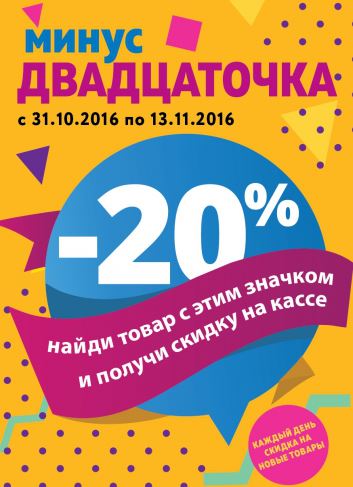 минус
ДВАДЦАТОЧКА
с 31.10.2016 по 13.11.2016
-20%
найди товар с этим значком
и получи скидку на кассе
КАЖДЫЙ ДЕНЬ
СКИДКА НА
НОВЫЕ ТОВАРЫ